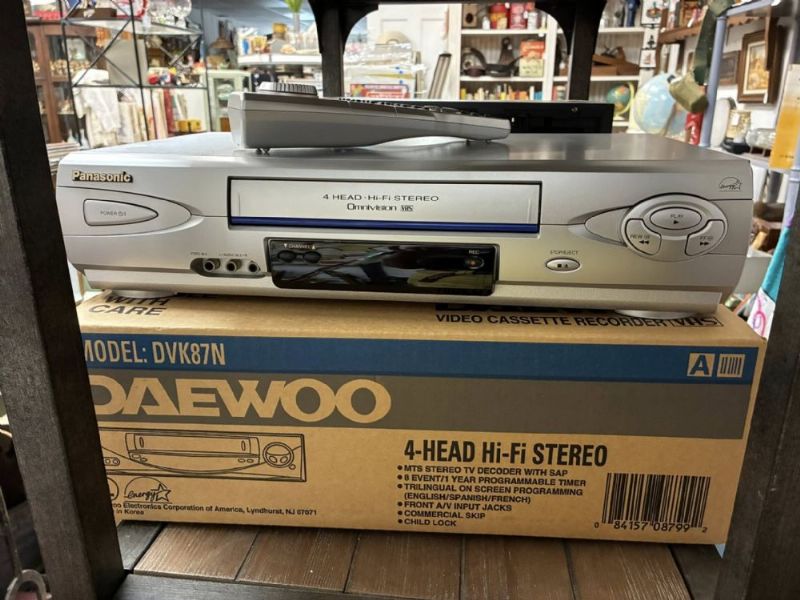 Panasonic
POWER
4 HEAD · Hi-Fi STEREO
Omnivision VHS
PLAY
REW
FF
STOP/EJECT
▼ CHANNEL ▲
REC
WITH
CARE
VIDEO CASSETTE RECORDER VHS
MODEL: DVK87N
A
DAEWOO
4-HEAD Hi-Fi STEREO
• MTS STEREO TV DECODER WITH SAP
• 8 EVENT/1 YEAR PROGRAMMABLE TIMER
• TRILINGUAL ON SCREEN PROGRAMMING
(ENGLISH/SPANISH/FRENCH)
• FRONT A/V INPUT JACKS
• COMMERCIAL SKIP
• CHILD LOCK
energy
Electronics Corporation of America, Lyndhurst, NJ 07071
in Korea
0 84157 08799 2